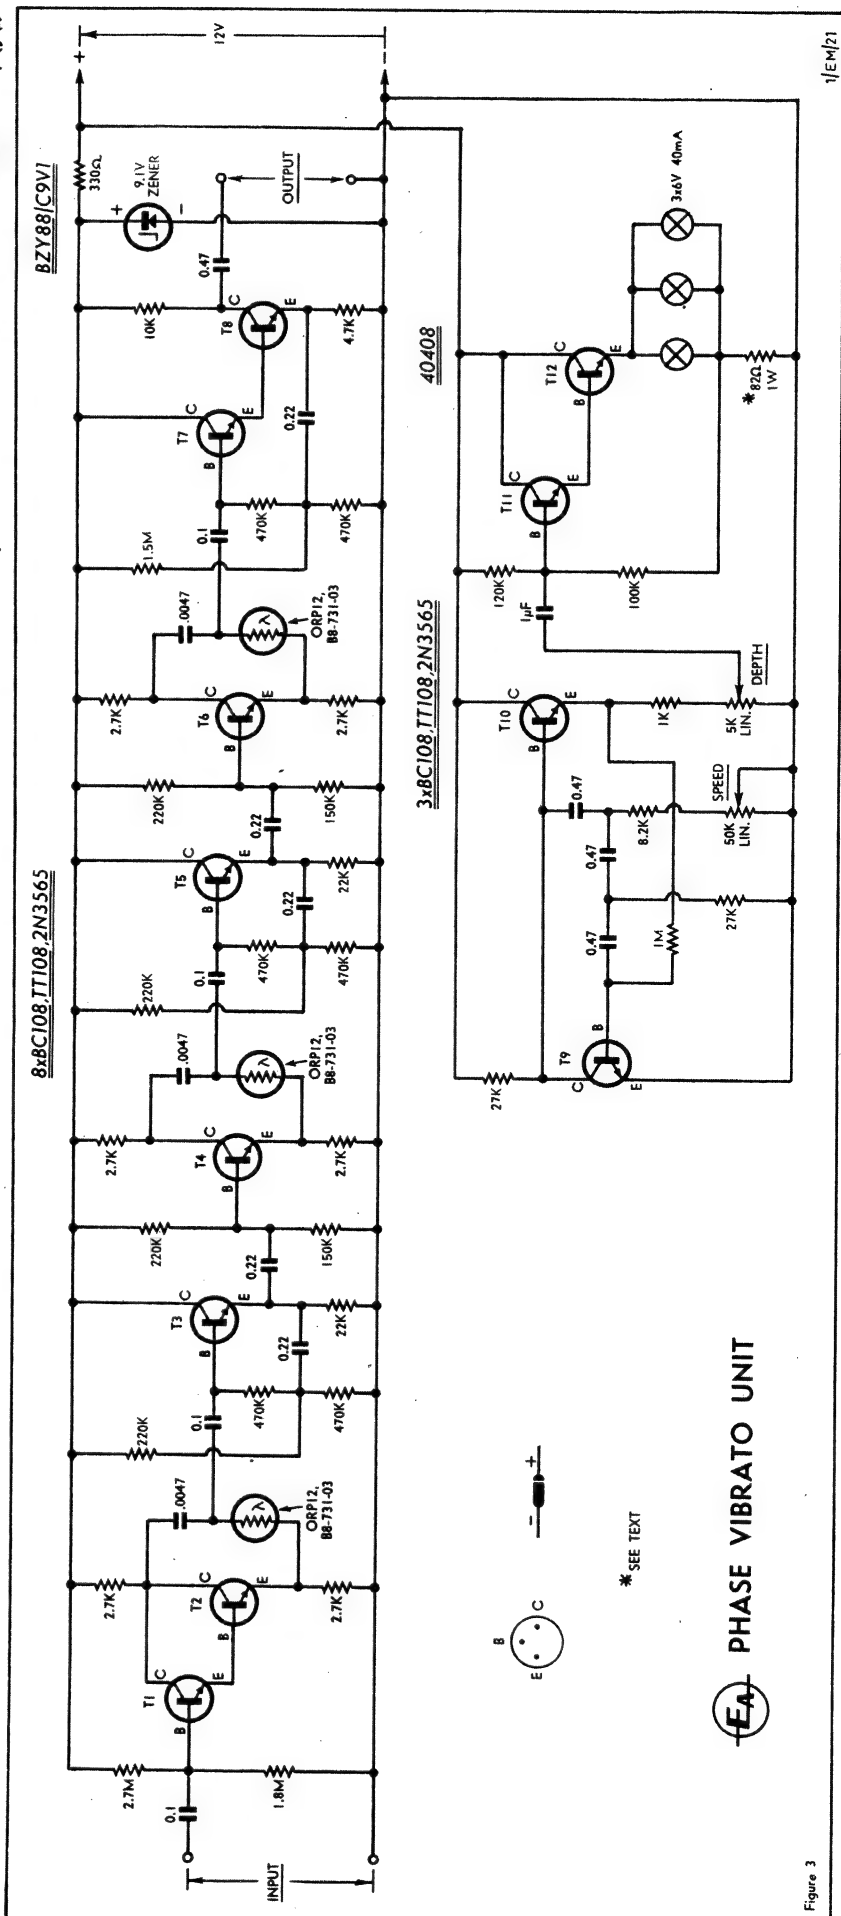 BZY88/C9V1
8xBC108,TT108,2N3565
12V
+
−
330Ω
9.1V
ZENER
+
−
OUTPUT
0.47
10K
C
T8
E
4.7K
0.22
C
T7
B
E
470K
470K
0.1
1.5M
.0047
λ
ORP12,
B8-731-03
2.7K
C
T6
B
E
2.7K
220K
150K
0.22
C
T5
B
E
22K
0.22
470K
470K
0.1
220K
.0047
λ
ORP12,
B8-731-03
2.7K
C
T4
B
E
2.7K
220K
150K
0.22
C
T3
B
E
22K
0.22
470K
470K
0.1
220K
.0047
λ
ORP12,
B8-731-03
2.7K
C
T2
B
E
2.7K
C
T1
B
E
2.7M
1.8M
0.1
INPUT
40408
3xBC108,TT108,2N3565
3x6V 40mA
C
T12
B
E
*82Ω
1W
C
T11
B
E
120K
100K
1µF
C
T10
B
E
1K
DEPTH
5K
LIN.
SPEED
50K
LIN.
8.2K
0.47
0.47
0.47
27K
1M
27K
T9
B
C
E
− +
B
E C
* SEE TEXT
EA PHASE VIBRATO UNIT
1/EM/21
Figure 3